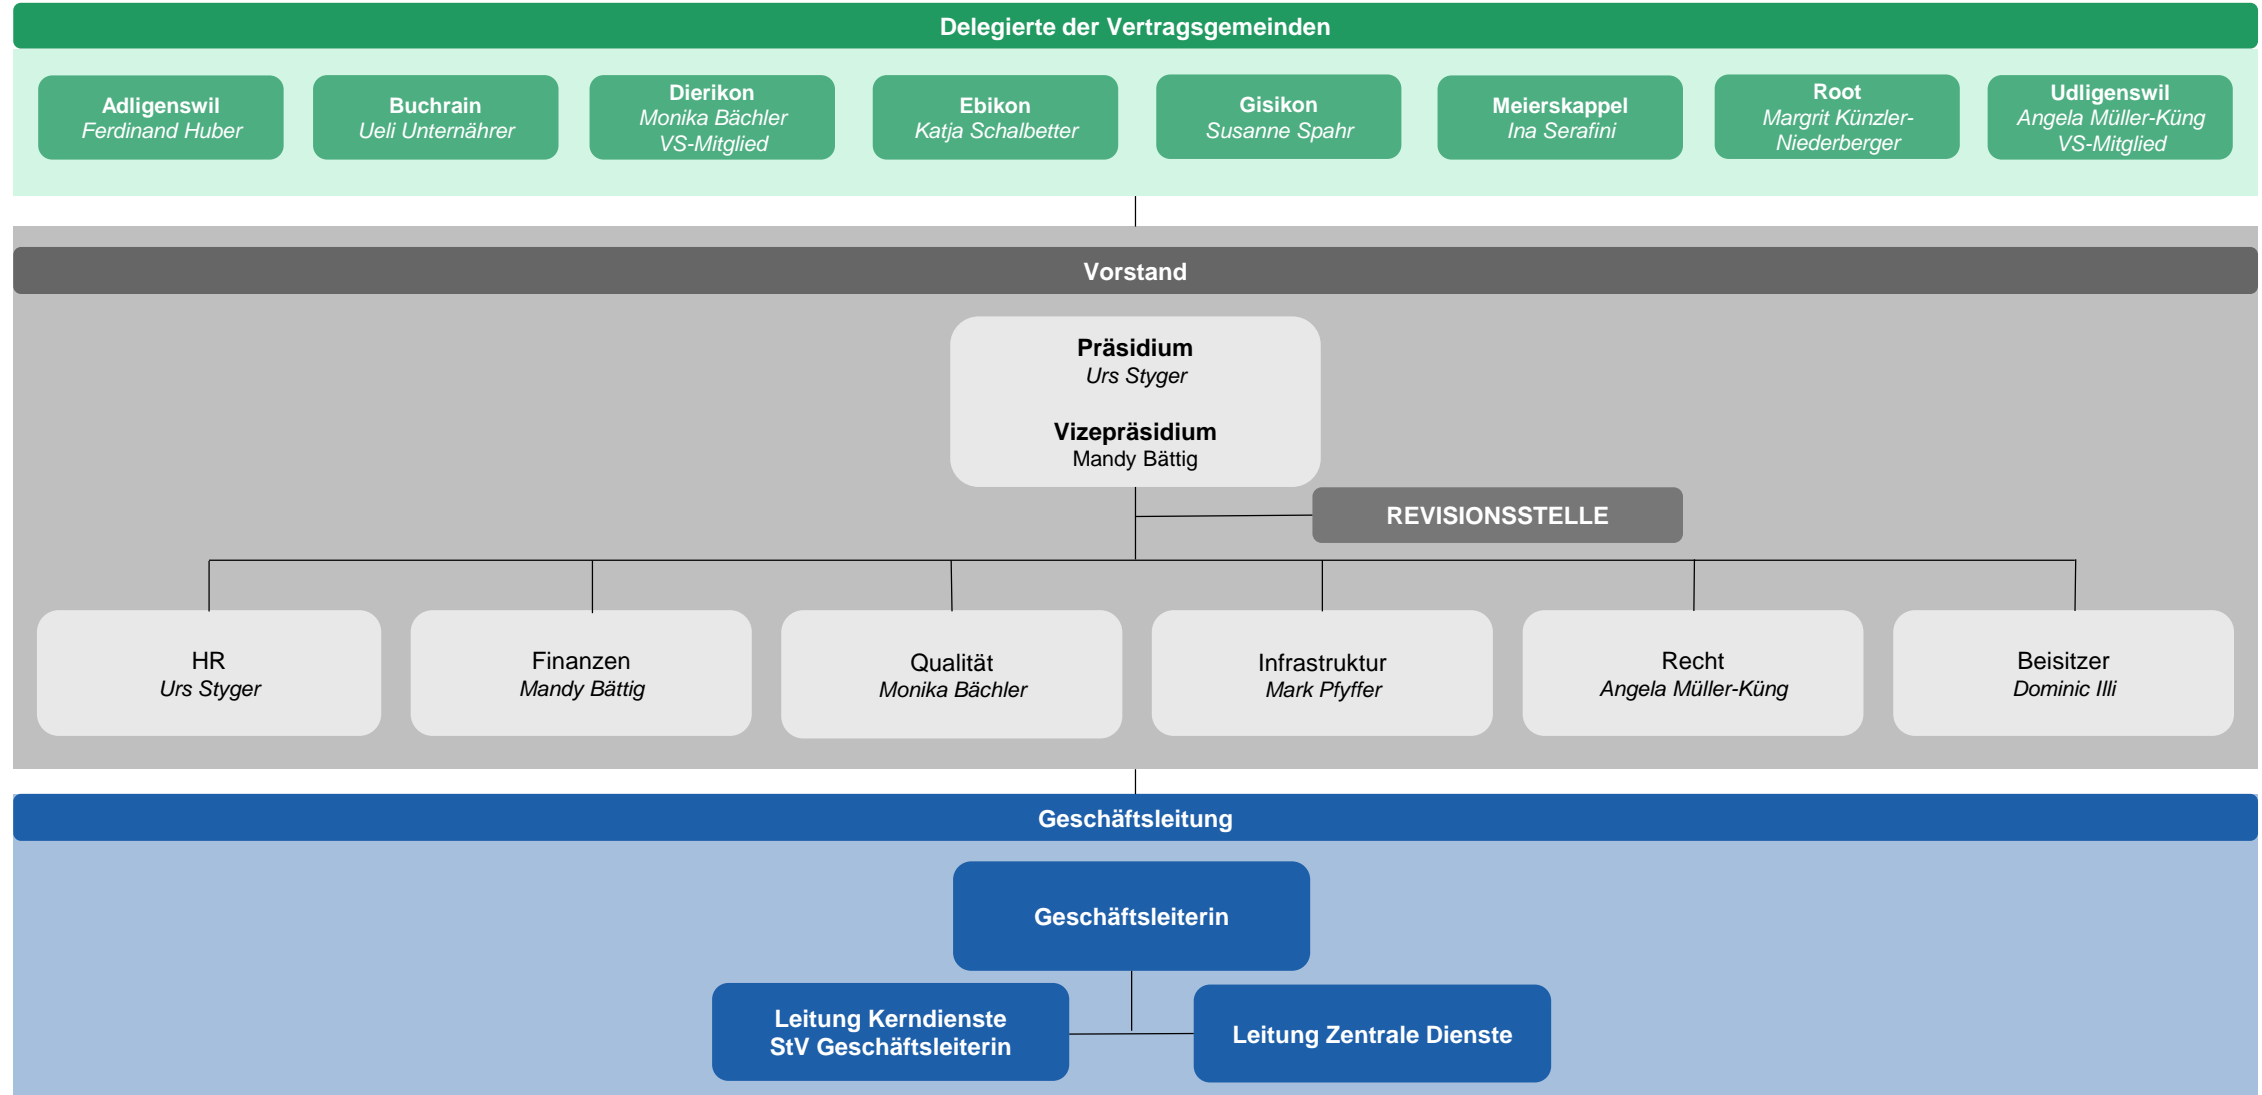 Delegierte der Vertragsgemeinden
Adligenswil
Ferdinand Huber
Buchrain
Ueli Unternährer
Dierikon
Monika Bächler
VS-Mitglied
Ebikon
Katja Schalbetter
Gisikon
Susanne Spahr
Meierskappel
Ina Serafini
Root
Margrit Künzler-
Niederberger
Udligenswil
Angela Müller-Küng
VS-Mitglied
Vorstand
Präsidium
Urs Styger
Vizepräsidium
Mandy Bättig
REVISIONSSTELLE
HR
Urs Styger
Finanzen
Mandy Bättig
Qualität
Monika Bächler
Infrastruktur
Mark Pfyffer
Recht
Angela Müller-Küng
Beisitzer
Dominic Illi
Geschäftsleitung
Geschäftsleiterin
Leitung Kerndienste
StV Geschäftsleiterin
Leitung Zentrale Dienste